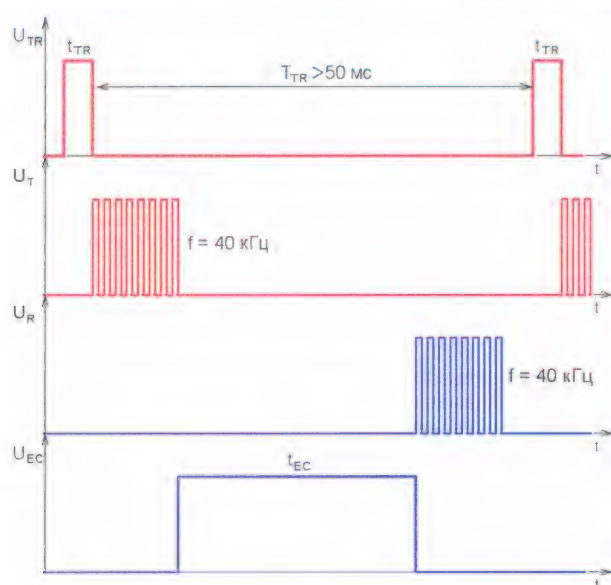 U_TR
t_TR
t_TR
T_TR >50 мс
t
U_T
f = 40 кГц
t
U_R
f = 40 кГц
t
U_EC
t_EC
t